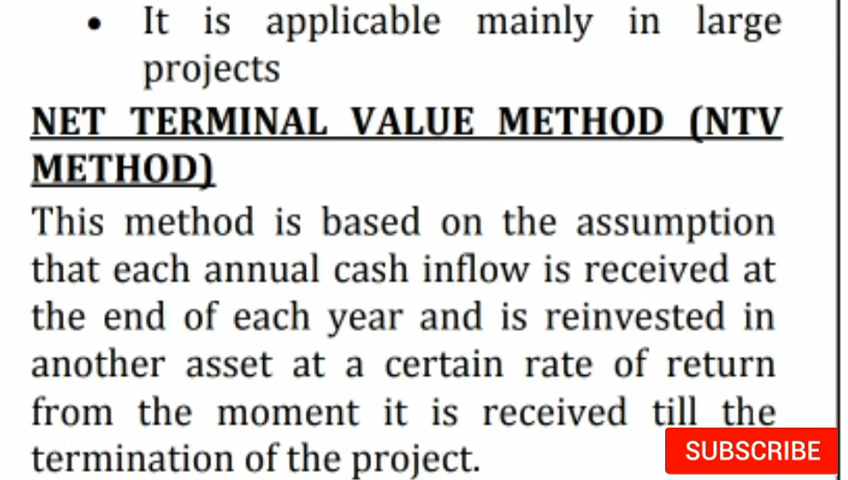 • It is applicable mainly in large
projects
NET TERMINAL VALUE METHOD (NTV
METHOD)
This method is based on the assumption
that each annual cash inflow is received at
the end of each year and is reinvested in
another asset at a certain rate of return
from the moment it is received till the
termination of the project.
SUBSCRIBE